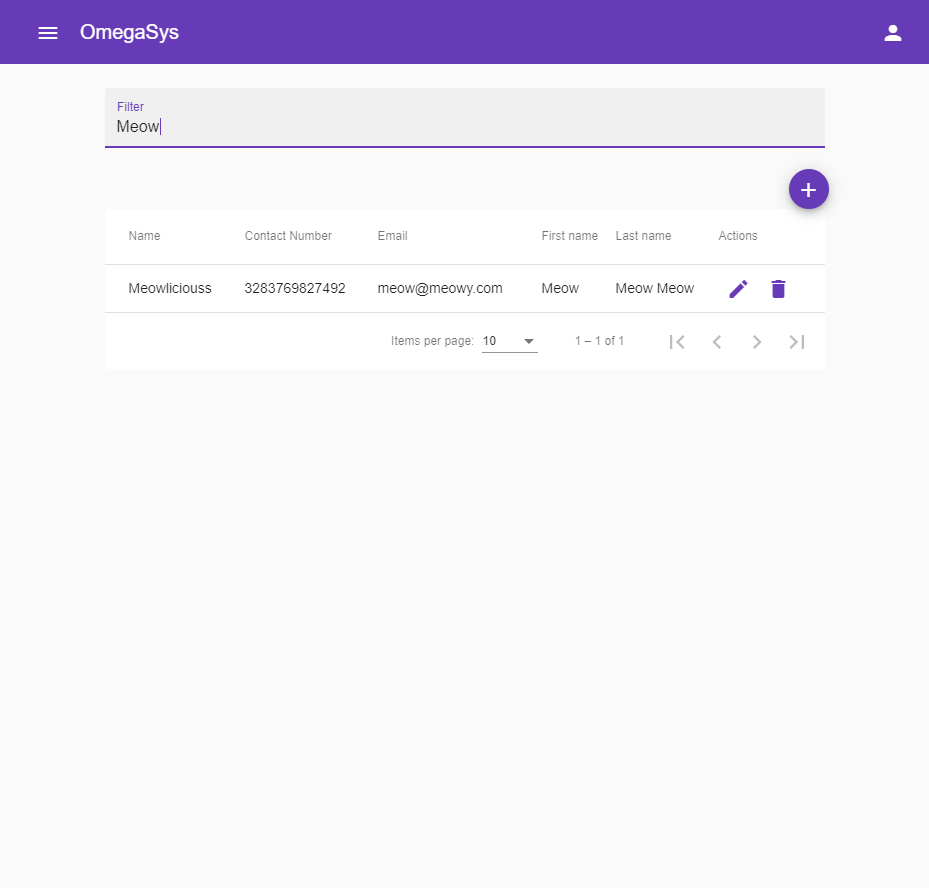 OmegaSys
Filter
Meow
Name Contact Number Email First name Last name Actions
Meowliciouss 3283769827492 meow@meowy.com Meow Meow Meow
Items per page: 10 1 – 1 of 1